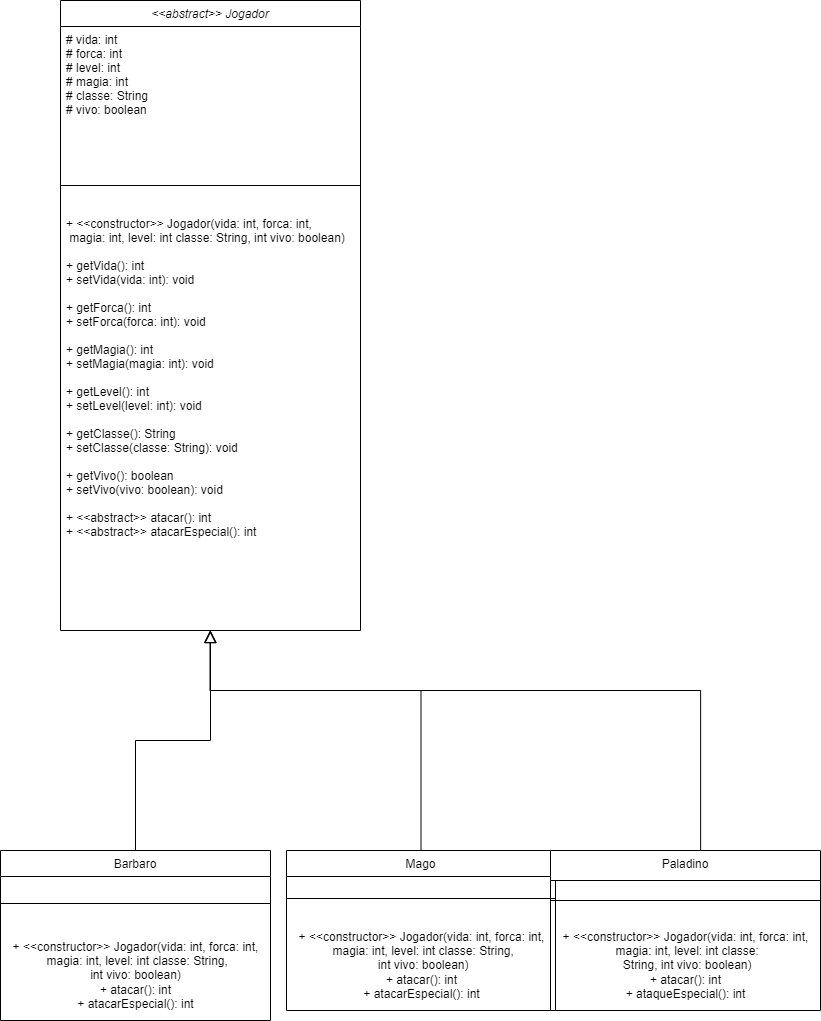 <<abstract>> Jogador
# vida: int
# forca: int
# level: int
# magia: int
# classe: String
# vivo: boolean
+ <<constructor>> Jogador(vida: int, forca: int,
magia: int, level: int classe: String, int vivo: boolean)
+ getVida(): int
+ setVida(vida: int): void
+ getForca(): int
+ setForca(forca: int): void
+ getMagia(): int
+ setMagia(magia: int): void
+ getLevel(): int
+ setLevel(level: int): void
+ getClasse(): String
+ setClasse(classe: String): void
+ getVivo(): boolean
+ setVivo(vivo: boolean): void
+ <<abstract>> atacar(): int
+ <<abstract>> atacarEspecial(): int
Barbaro
+ <<constructor>> Jogador(vida: int, forca: int,
magia: int, level: int classe: String,
int vivo: boolean)
+ atacar(): int
+ atacarEspecial(): int
Mago
+ <<constructor>> Jogador(vida: int, forca: int,
magia: int, level: int classe: String,
int vivo: boolean)
+ atacar(): int
+ atacarEspecial(): int
Paladino
+ <<constructor>> Jogador(vida: int, forca: int,
magia: int, level: int classe:
String, int vivo: boolean)
+ atacar(): int
+ ataqueEspecial(): int